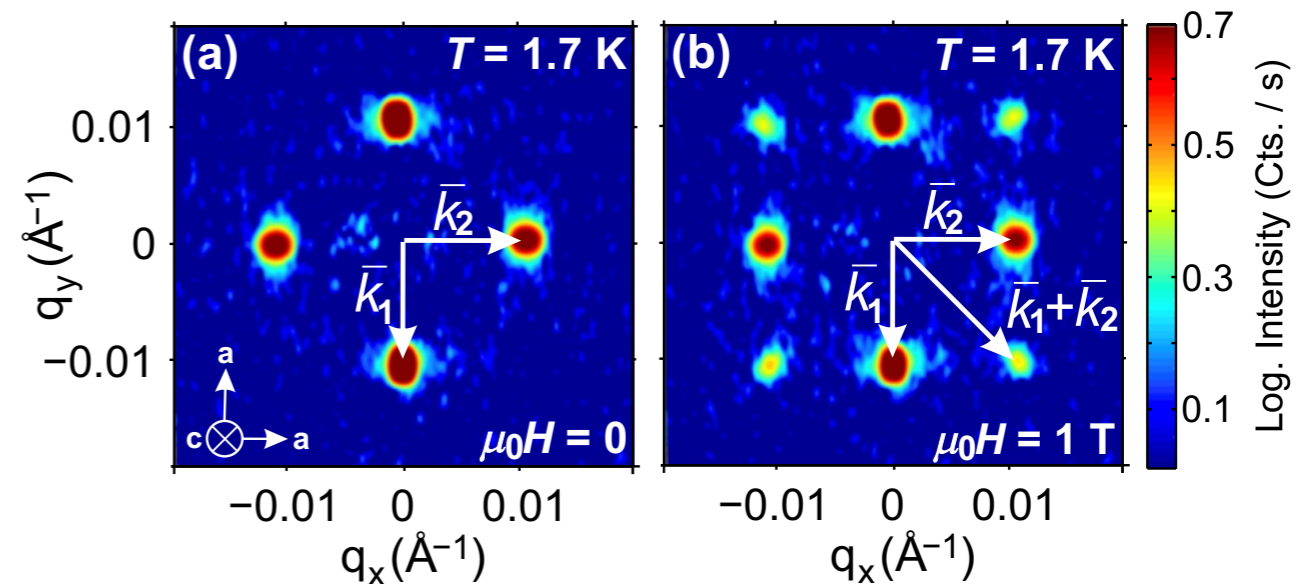 (a) T = 1.7 K
(b) T = 1.7 K
0.7
0.5
0.3
0.1
Log. Intensity (Cts. / s)
0.01
0
−0.01
q_y (Å⁻¹)
k̅₂
k̅₁
a
c
a
μ₀H = 0
k̅₂
k̅₁
k̅₁+k̅₂
μ₀H = 1 T
−0.01 0 0.01
q_x (Å⁻¹)
−0.01 0 0.01
q_x (Å⁻¹)